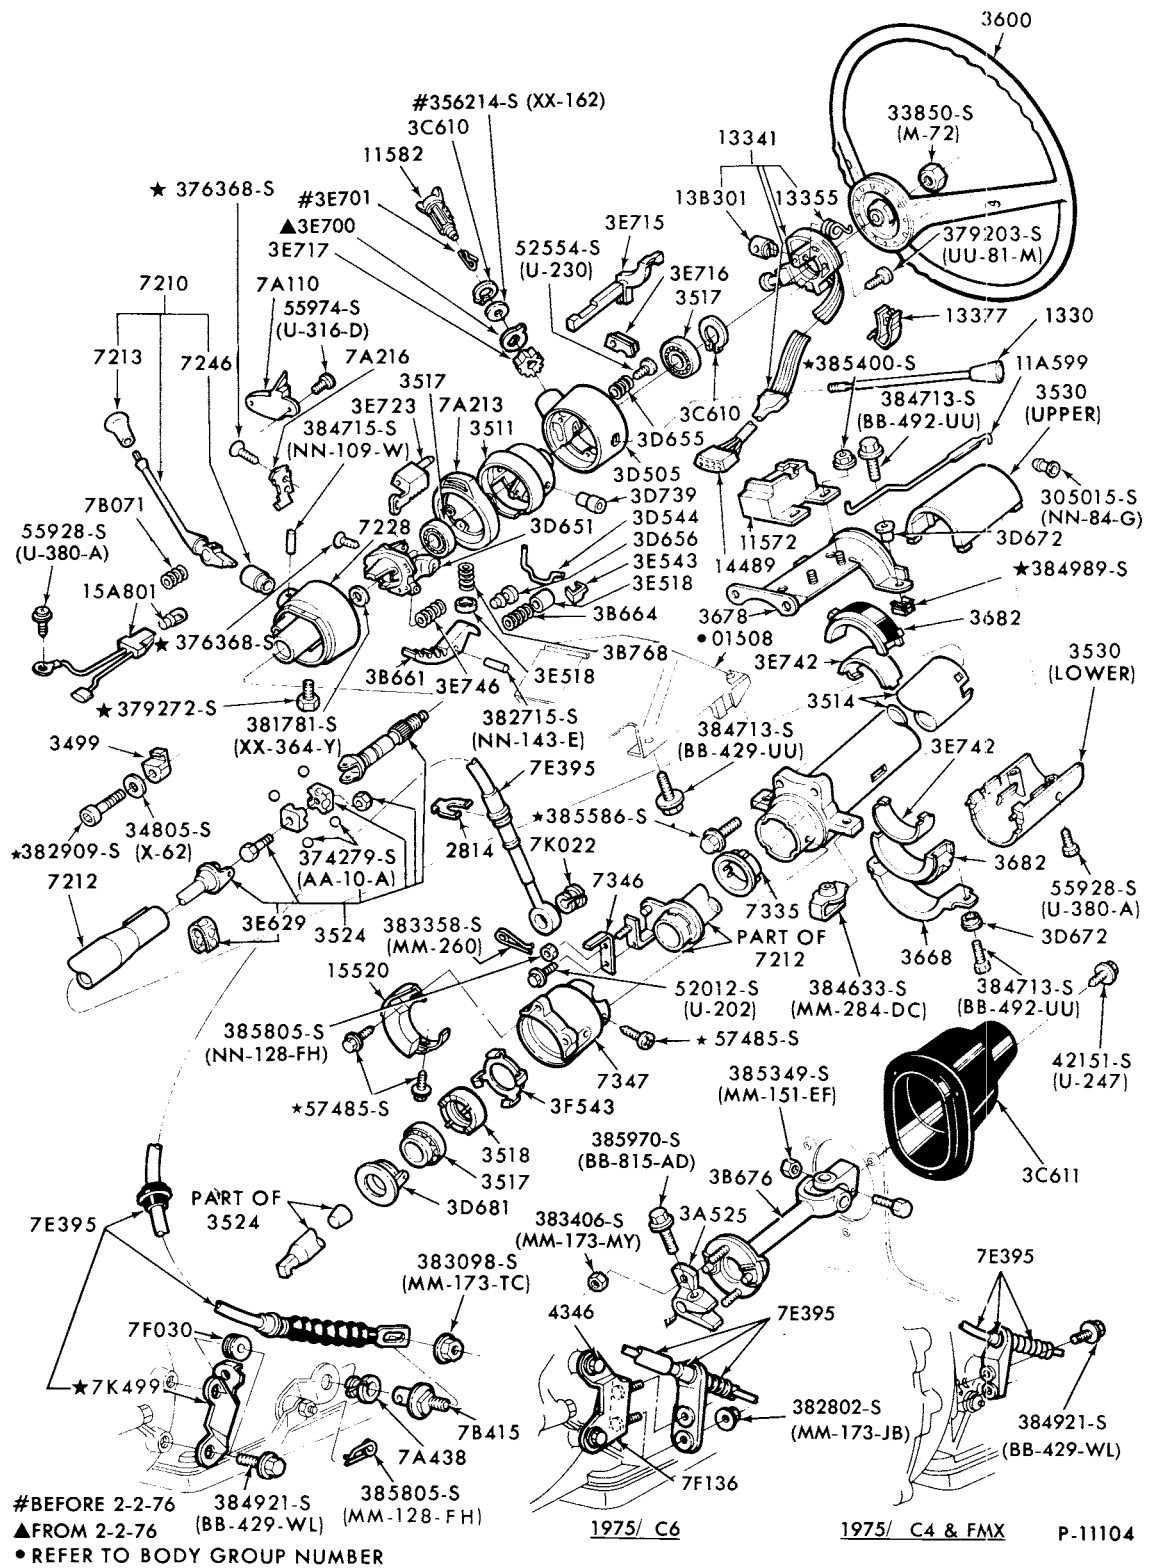 3600
#356214-S (XX-162)
3C610
11582
33850-S
(M-72)
13341
★ 376368-S
#3E701
▲3E700
3E717
13B301
13355
3E715
52554-S
(U-230)
3E716
3517
379203-S
(UU-81-M)
7210
7A110
55974-S
(U-316-D)
13377
1330
7213
7246
7A216
3517
★385400-S
11A599
3E723
7A213
384715-S
(NN-109-W)
3511
3C610
384713-S
(BB-492-UU)
3530
(UPPER)
3D655
3D505
7B071
3D739
305015-S
(NN-84-G)
55928-S
(U-380-A)
7228
3D651
3D544
3D656
11572
3D672
3E543
14489
★384989-S
15A801
3E518
3B664
3678
3682
★376368-S
●01508
3B661
3B768
3E742
3530
(LOWER)
3E746
3E518
3514
★379272-S
381781-S
(XX-364-Y)
382715-S
(NN-143-E)
384713-S
(BB-429-UU)
3499
3E742
7E395
34805-S
(X-62)
★385586-S
★382909-S
374279-S
(AA-10-A)
2814
7K022
3682
7212
7346
55928-S
(U-380-A)
3E629
3524
383358-S
(MM-260)
7335
PART OF
7212
3D672
3668
15520
52012-S
(U-202)
384633-S
(MM-284-DC)
384713-S
(BB-492-UU)
385805-S
(NN-128-FH)
★57485-S
42151-S
(U-247)
7347
385349-S
(MM-151-EF)
★57485-S
3F543
3518
385970-S
(BB-815-AD)
3517
3B676
3C611
PART OF
3524
3D681
7E395
383406-S
(MM-173-MY)
3A525
383098-S
(MM-173-TC)
7E395
7F030
4346
7E395
★7K499
382802-S
(MM-173-JB)
384921-S
(BB-429-WL)
7B415
7A438
7F136
#BEFORE 2-2-76
384921-S
(BB-429-WL)
385805-S
(MM-128-FH)
▲FROM 2-2-76
1975/ C6
1975/ C4 & FMX
P-11104
●REFER TO BODY GROUP NUMBER